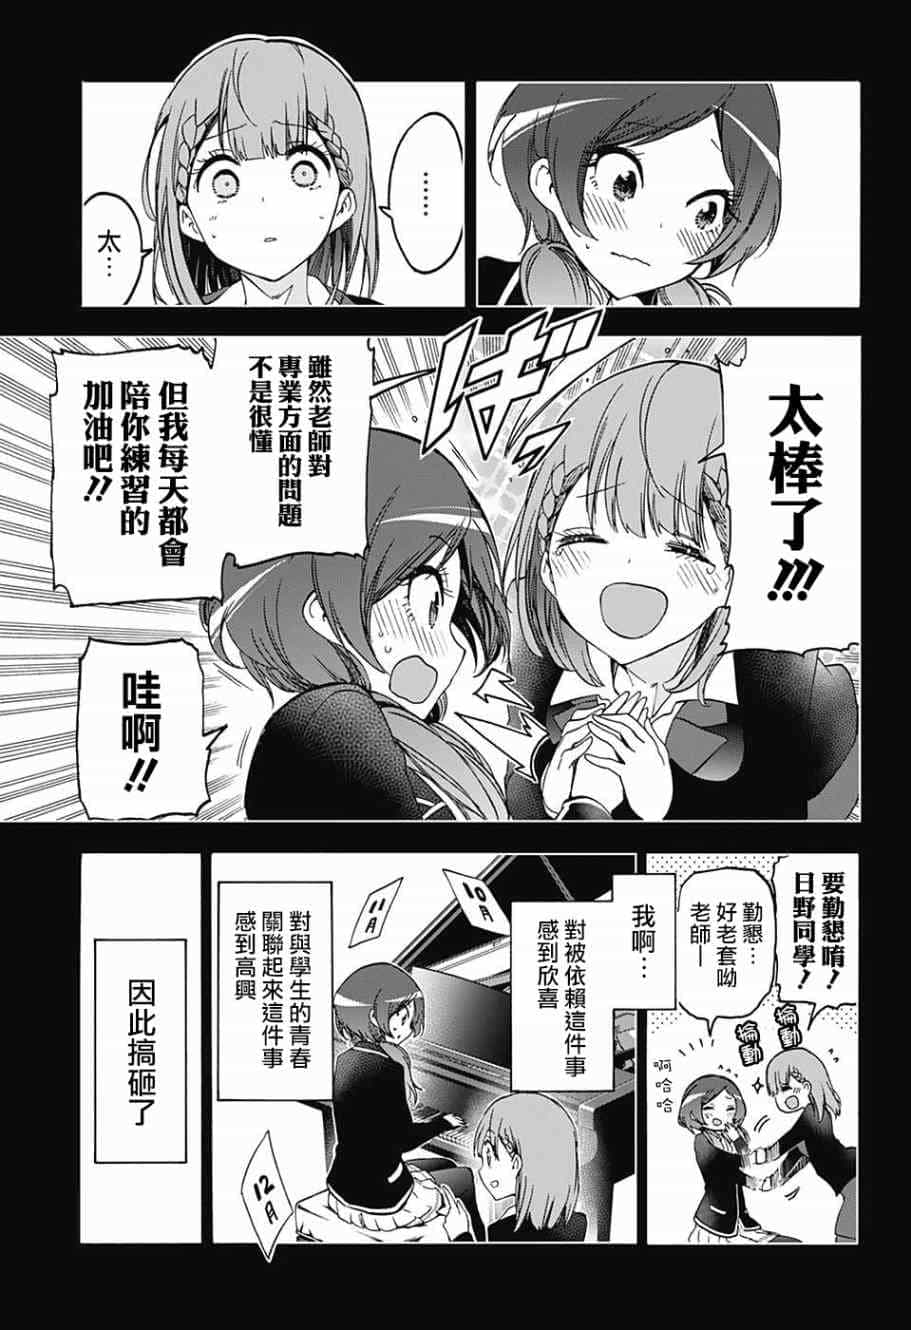 ……
太…
太棒了!!!
ばっ
雖然老師對
專業方面的問題
不是很懂
但我每天都會
陪你練習的
加油吧!!
哇啊!!
要勤懇唷!
日野同學!
勤懇…
好老套呦
老師—
掄動
掄動
啊哈哈
我啊…
對被依賴這件事
感到欣喜
10月
11月
12月
對與學生的青春
關聯起來這件事
感到高興
因此搞砸了